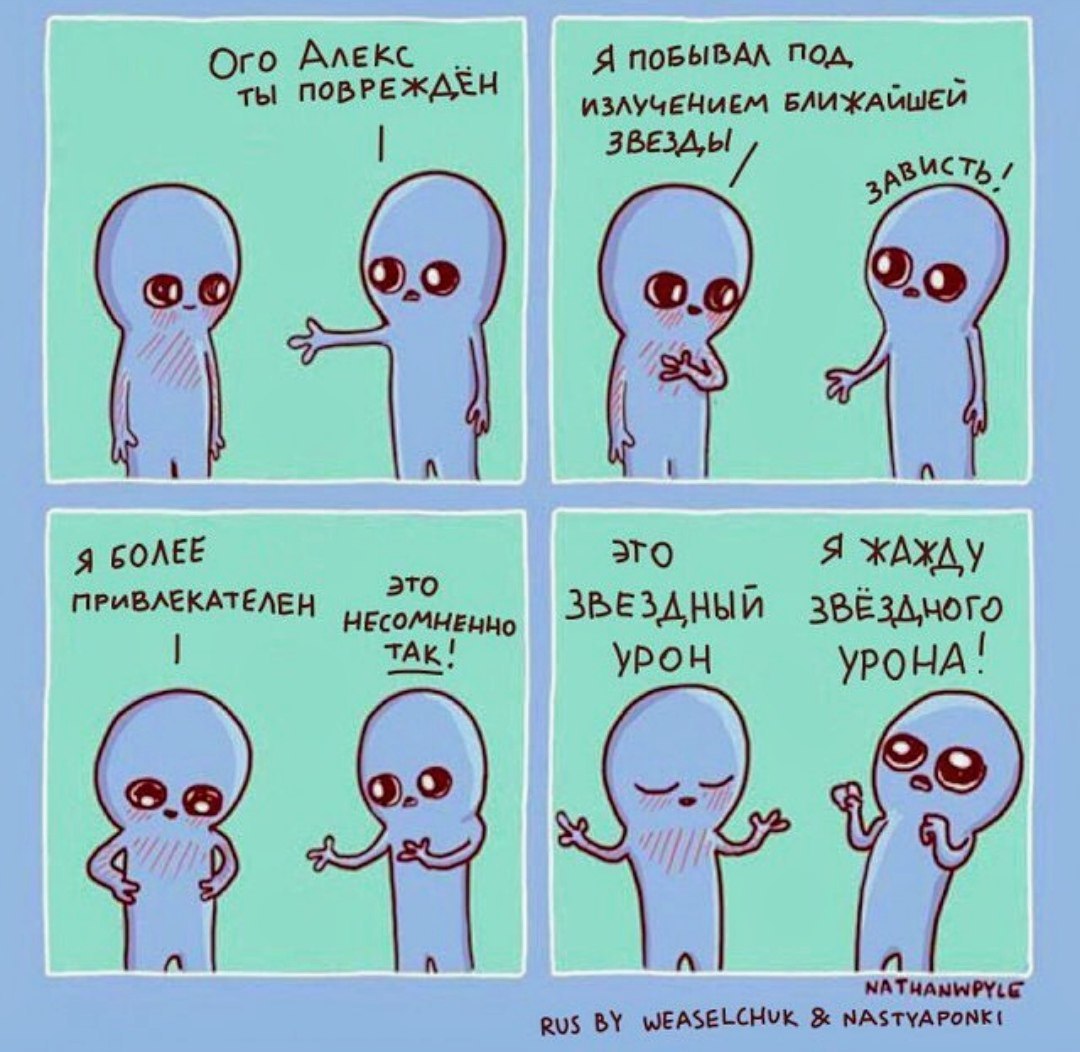 Ого Алекс
ты повреждён
Я побывал под
излучением ближайшей
звезды
зависть!
Я более
привлекателен
это
несомненно
так!
это
звездный
урон
я жажду
звёздного
урона!
NATHANWPYLE
RUS BY WEASELCHUK & NASTYAPONKI